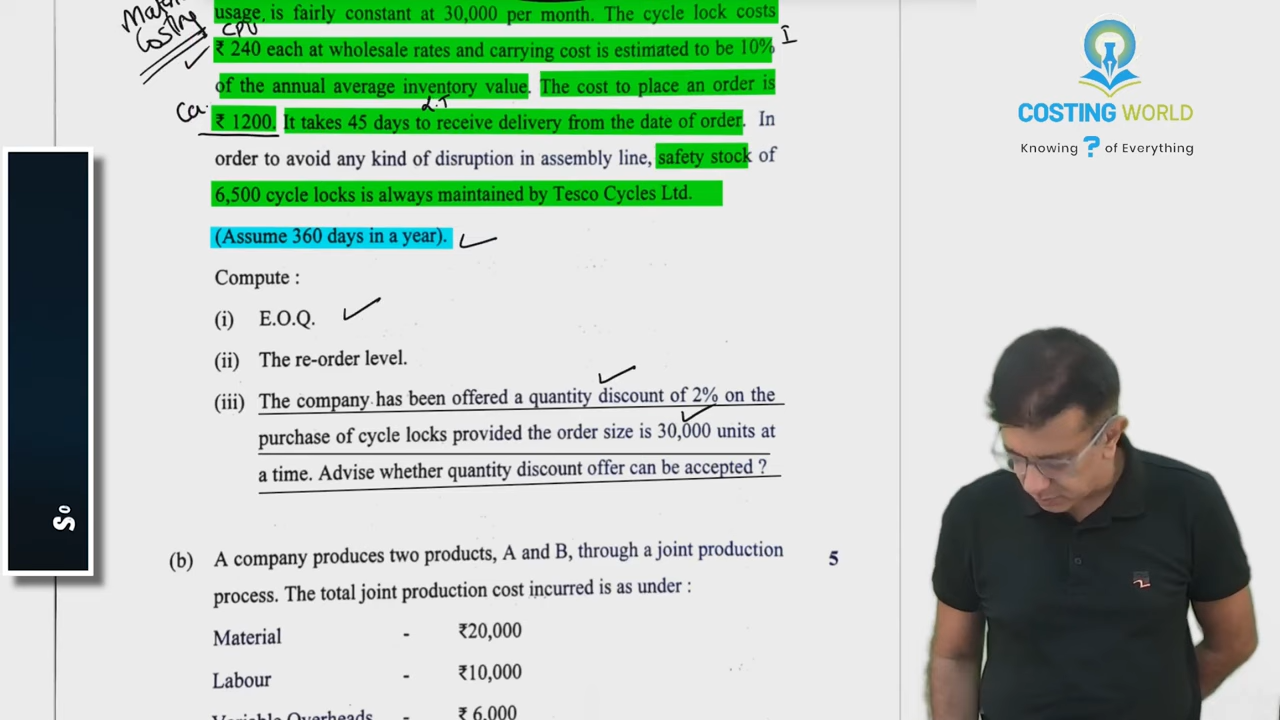 usage is fairly constant at 30,000 per month. The cycle lock costs
Costing
CPU
₹ 240 each at wholesale rates and carrying cost is estimated to be 10%
I
of the annual average inventory value. The cost to place an order is
L.T
Ca.
₹ 1200. It takes 45 days to receive delivery from the date of order. In
order to avoid any kind of disruption in assembly line, safety stock of
6,500 cycle locks is always maintained by Tesco Cycles Ltd.
(Assume 360 days in a year).
Compute :
(i) E.O.Q.
(ii) The re-order level.
(iii) The company has been offered a quantity discount of 2% on the
purchase of cycle locks provided the order size is 30,000 units at
a time. Advise whether quantity discount offer can be accepted ?
(b) A company produces two products, A and B, through a joint production 5
process. The total joint production cost incurred is as under :
Material - ₹20,000
Labour - ₹10,000
Variable Overheads - ₹ 6,000
COSTING WORLD
Knowing ? of Everything
So